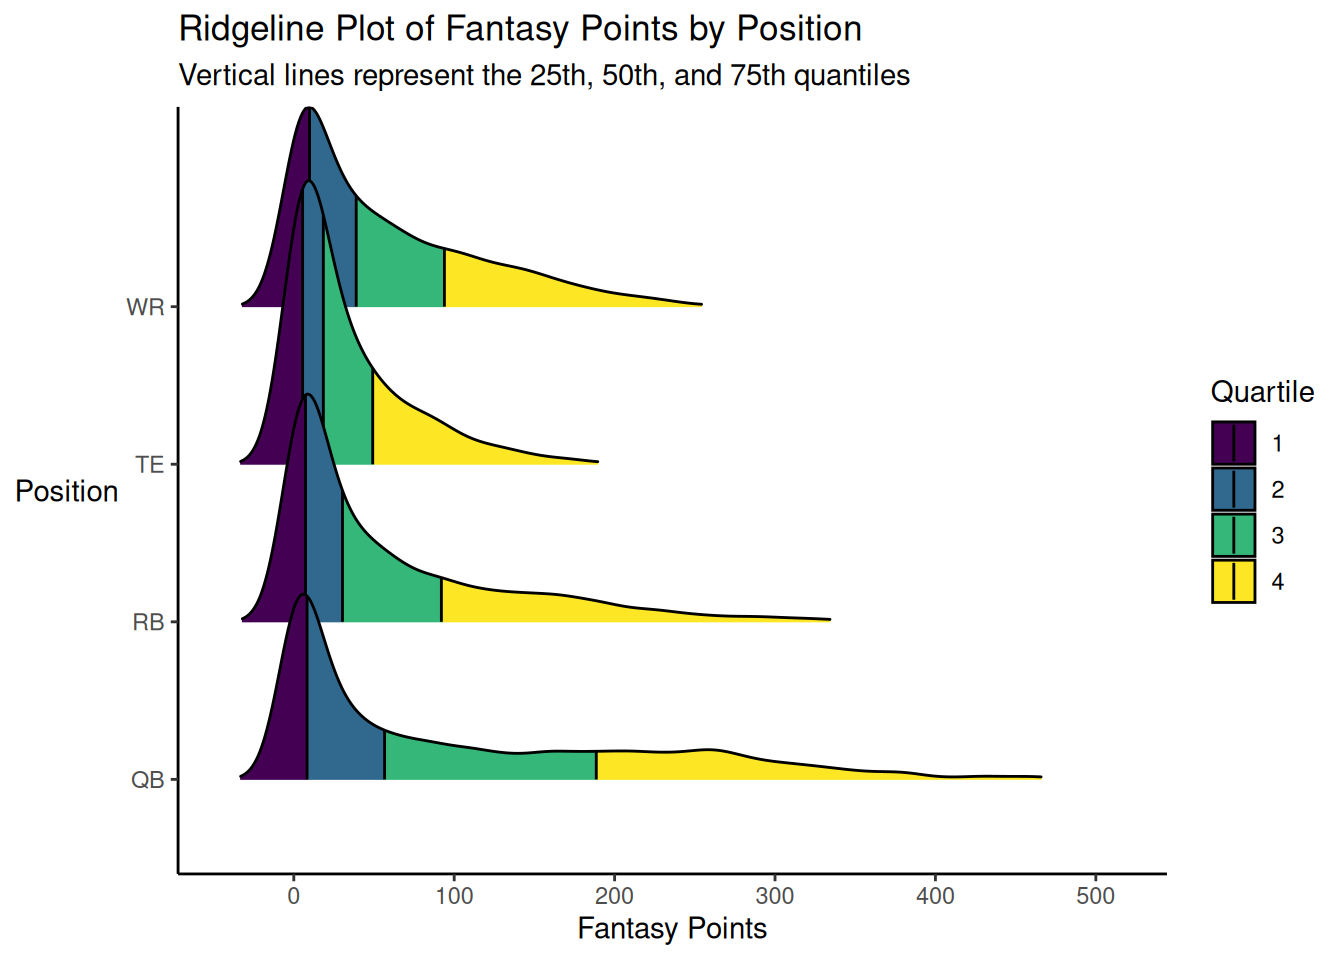 Ridgeline Plot of Fantasy Points by Position
Vertical lines represent the 25th, 50th, and 75th quantiles
WR
TE
RB
QB
Position
0 100 200 300 400 500
Fantasy Points
Quartile
1
2
3
4